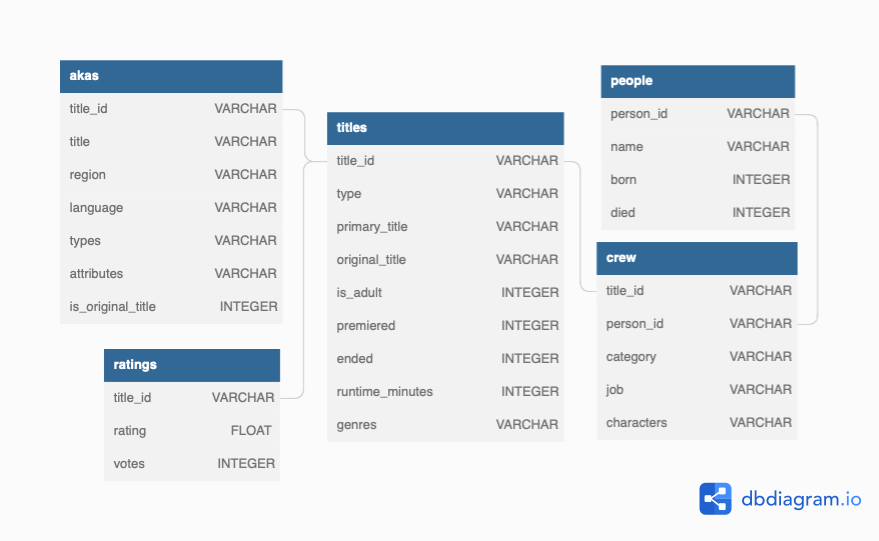 akas
title_id VARCHAR
title VARCHAR
region VARCHAR
language VARCHAR
types VARCHAR
attributes VARCHAR
is_original_title INTEGER
ratings
title_id VARCHAR
rating FLOAT
votes INTEGER
titles
title_id VARCHAR
type VARCHAR
primary_title VARCHAR
original_title VARCHAR
is_adult INTEGER
premiered INTEGER
ended INTEGER
runtime_minutes INTEGER
genres VARCHAR
people
person_id VARCHAR
name VARCHAR
born INTEGER
died INTEGER
crew
title_id VARCHAR
person_id VARCHAR
category VARCHAR
job VARCHAR
characters VARCHAR
dbdiagram.io